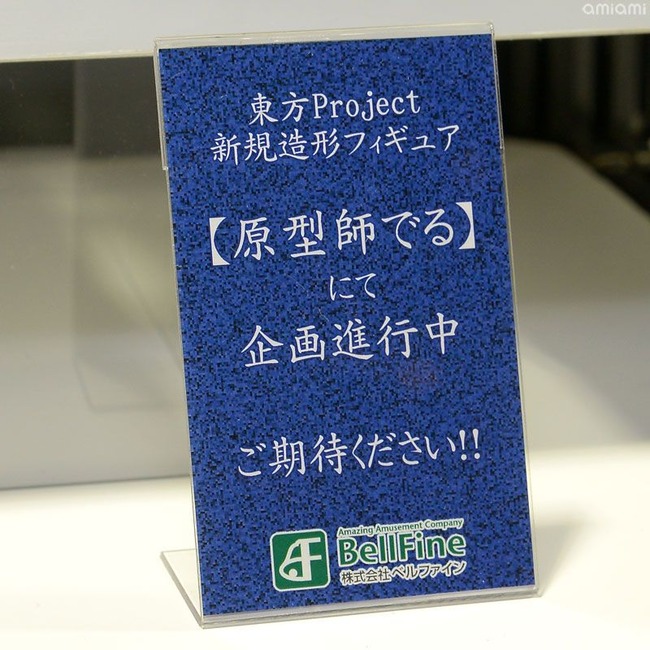 amiami
東方Project
新規造形フィギュア
【原型師でる】
にて
企画進行中
ご期待ください!!
Amazing Amusement Company
BellFine
株式会社ベルファイン